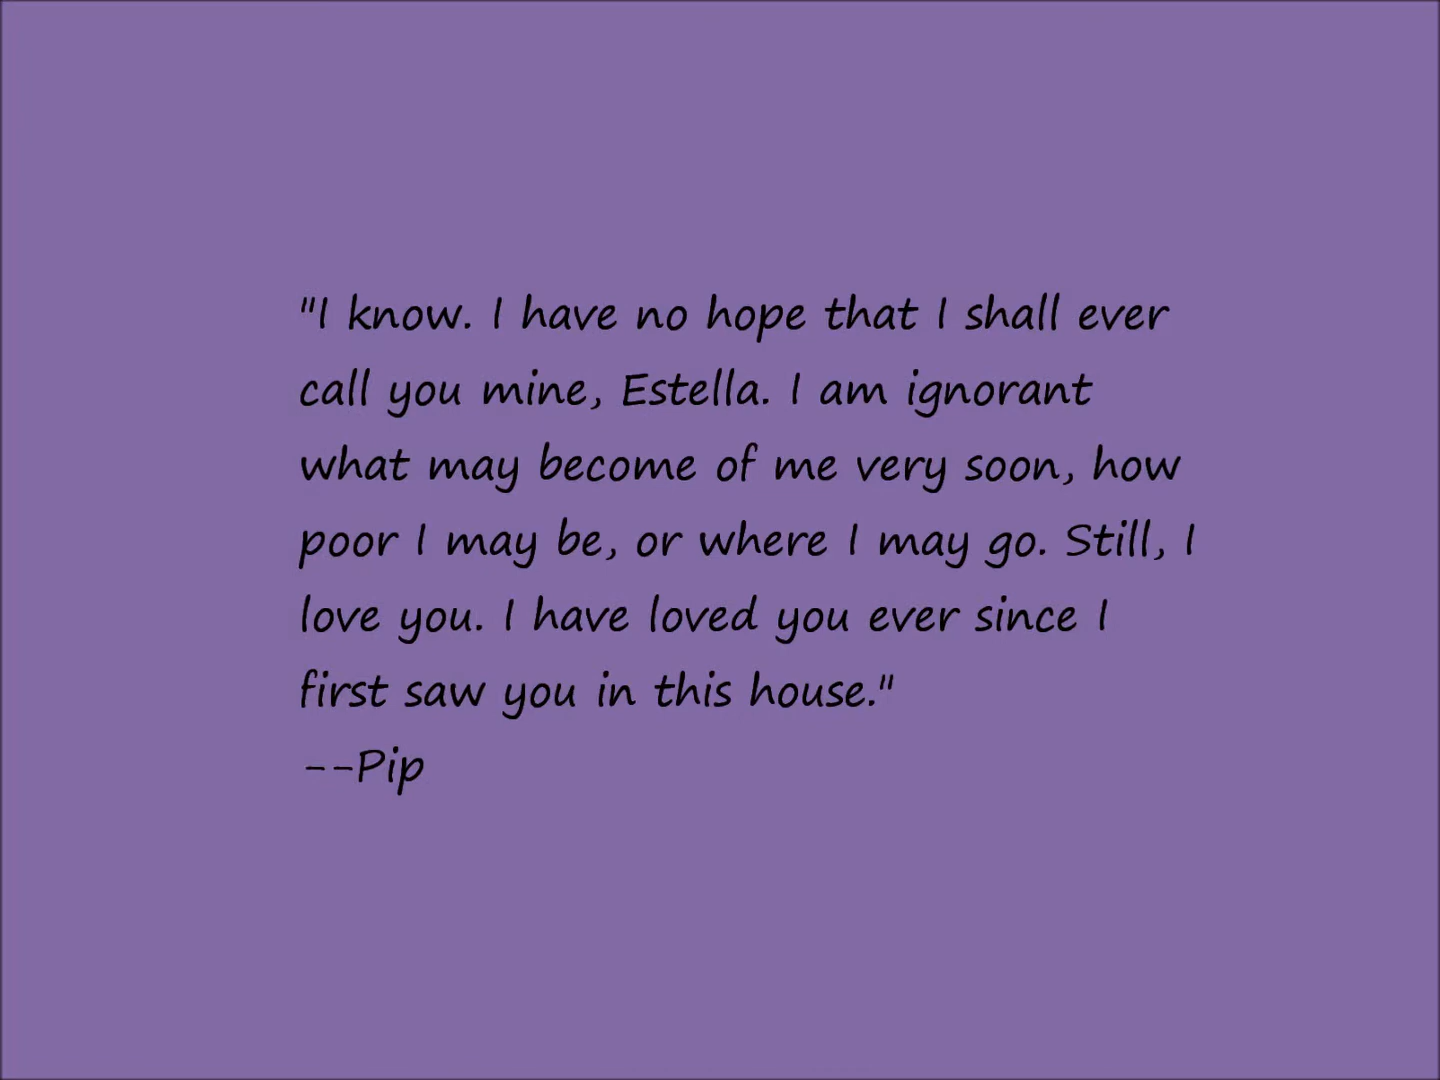 "I know. I have no hope that I shall ever
call you mine, Estella. I am ignorant
what may become of me very soon, how
poor I may be, or where I may go. Still, I
love you. I have loved you ever since I
first saw you in this house."
--Pip